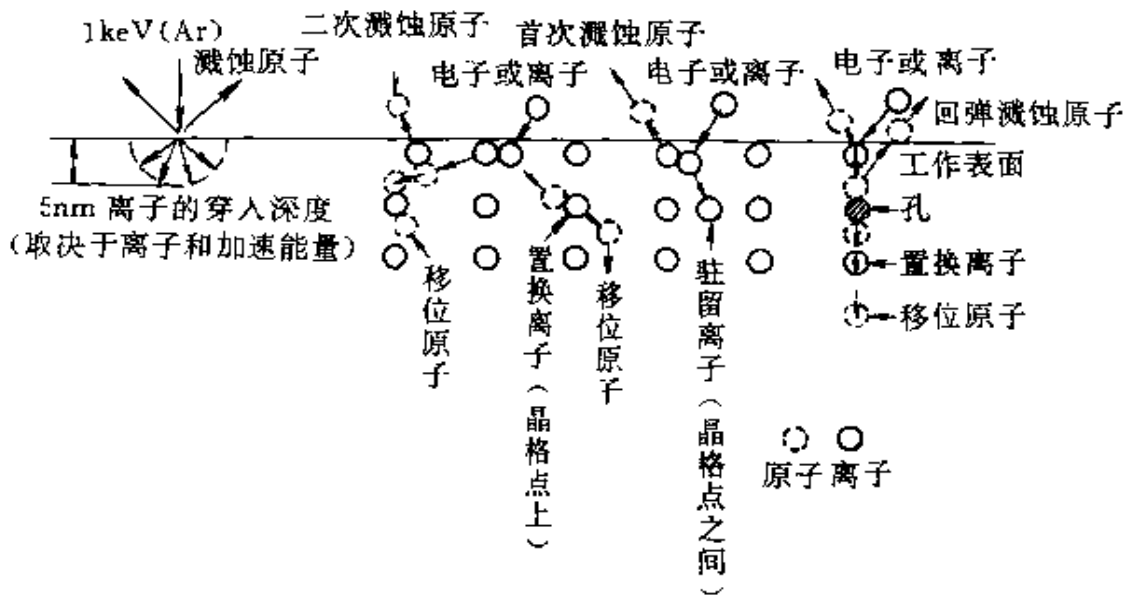 1keV(Ar)
溅蚀原子
二次溅蚀原子
电子或离子
首次溅蚀原子
电子或离子
电子或离子
回弹溅蚀原子
工作表面
5nm 离子的穿入深度
(取决于离子和加速能量)
孔
置换离子
移位原子
移位原子
置换离子(晶格点上)
移位原子
驻留离子(晶格点之间)
原子 离子